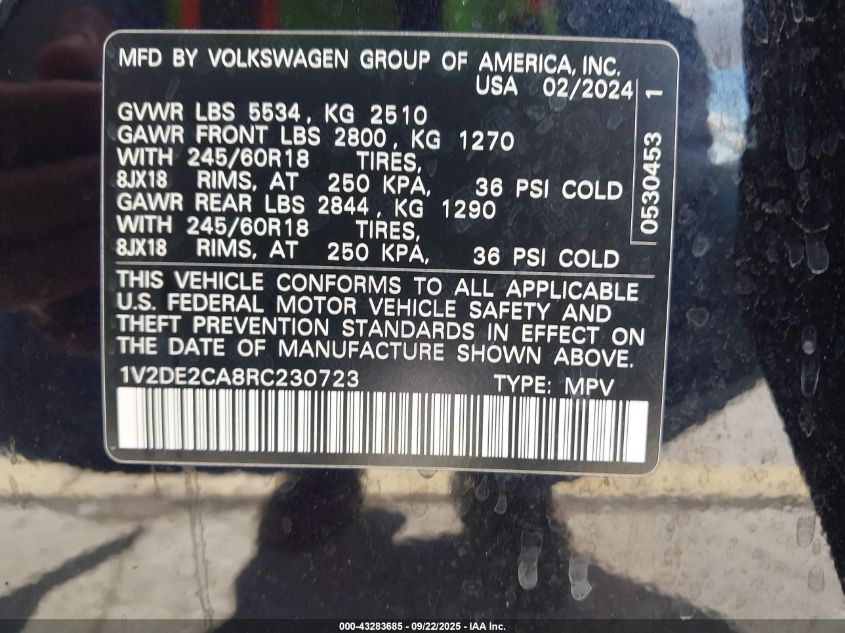 MFD BY VOLKSWAGEN GROUP OF AMERICA, INC.
USA 02/2024
GVWR LBS 5534, KG 2510
GAWR FRONT LBS 2800, KG 1270
WITH 245/60R18 TIRES,
8JX18 RIMS, AT 250 KPA, 36 PSI COLD
GAWR REAR LBS 2844, KG 1290
WITH 245/60R18 TIRES,
8JX18 RIMS, AT 250 KPA, 36 PSI COLD
0530453 1
THIS VEHICLE CONFORMS TO ALL APPLICABLE
U.S. FEDERAL MOTOR VEHICLE SAFETY AND
THEFT PREVENTION STANDARDS IN EFFECT ON
THE DATE OF MANUFACTURE SHOWN ABOVE.
1V2DE2CA8RC230723 TYPE: MPV
000-43283685 - 09/22/2025 - IAA Inc.